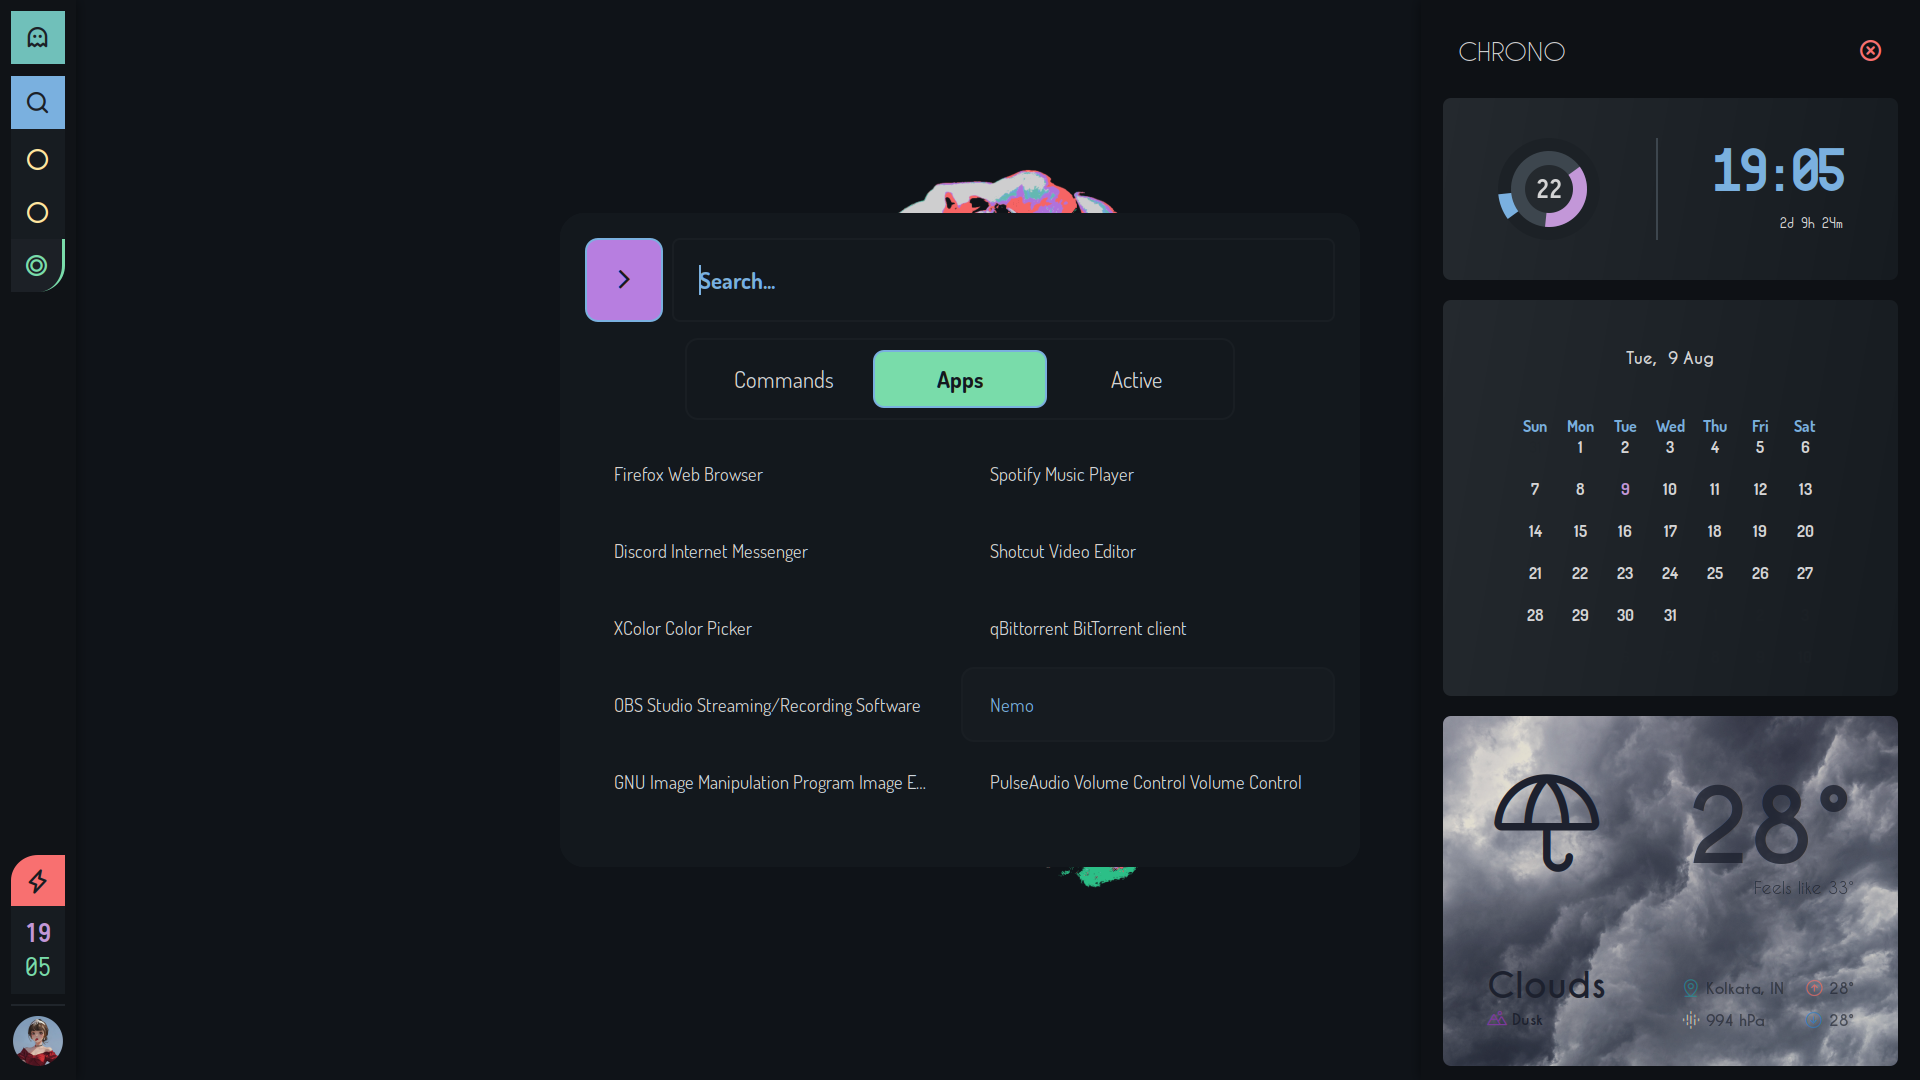 CHRONO
22
19:05
2d 9h 24m
Search...
Commands Apps Active
Firefox Web Browser Spotify Music Player
Discord Internet Messenger Shotcut Video Editor
XColor Color Picker qBittorrent BitTorrent client
OBS Studio Streaming/Recording Software Nemo
GNU Image Manipulation Program Image E... PulseAudio Volume Control Volume Control
Tue, 9 Aug
Sun Mon Tue Wed Thu Fri Sat
1 2 3 4 5 6
7 8 9 10 11 12 13
14 15 16 17 18 19 20
21 22 23 24 25 26 27
28 29 30 31
28°
Feels like 33°
Clouds
Dusk
Kolkata, IN 28°
994 hPa 28°
19
05